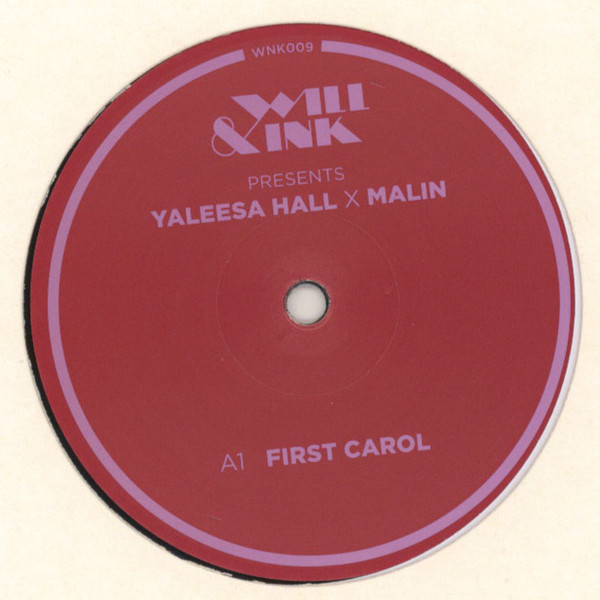 WNK009
WILL
& INK
PRESENTS
YALEESA HALL X MALIN
A1 FIRST CAROL